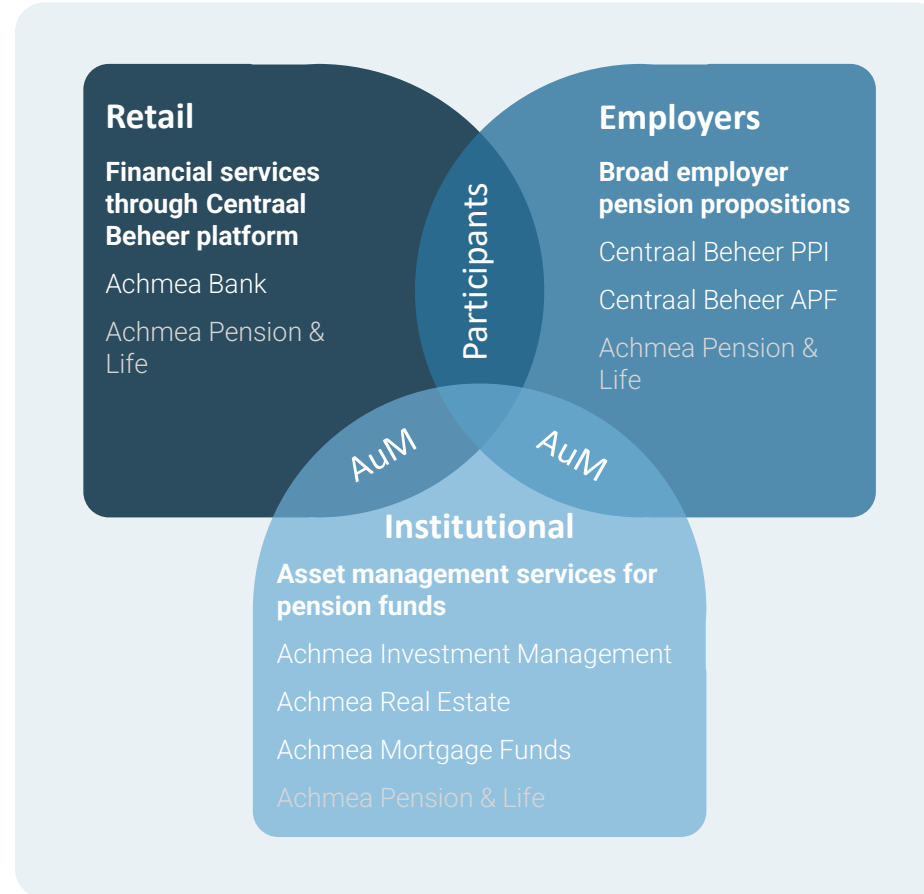 Retail
Financial services
through Centraal
Beheer platform
Achmea Bank
Achmea Pension &
Life
Participants
Employers
Broad employer
pension propositions
Centraal Beheer PPI
Centraal Beheer APF
Achmea Pension &
Life
AuM
AuM
Institutional
Asset management services for
pension funds
Achmea Investment Management
Achmea Real Estate
Achmea Mortgage Funds
Achmea Pension & Life